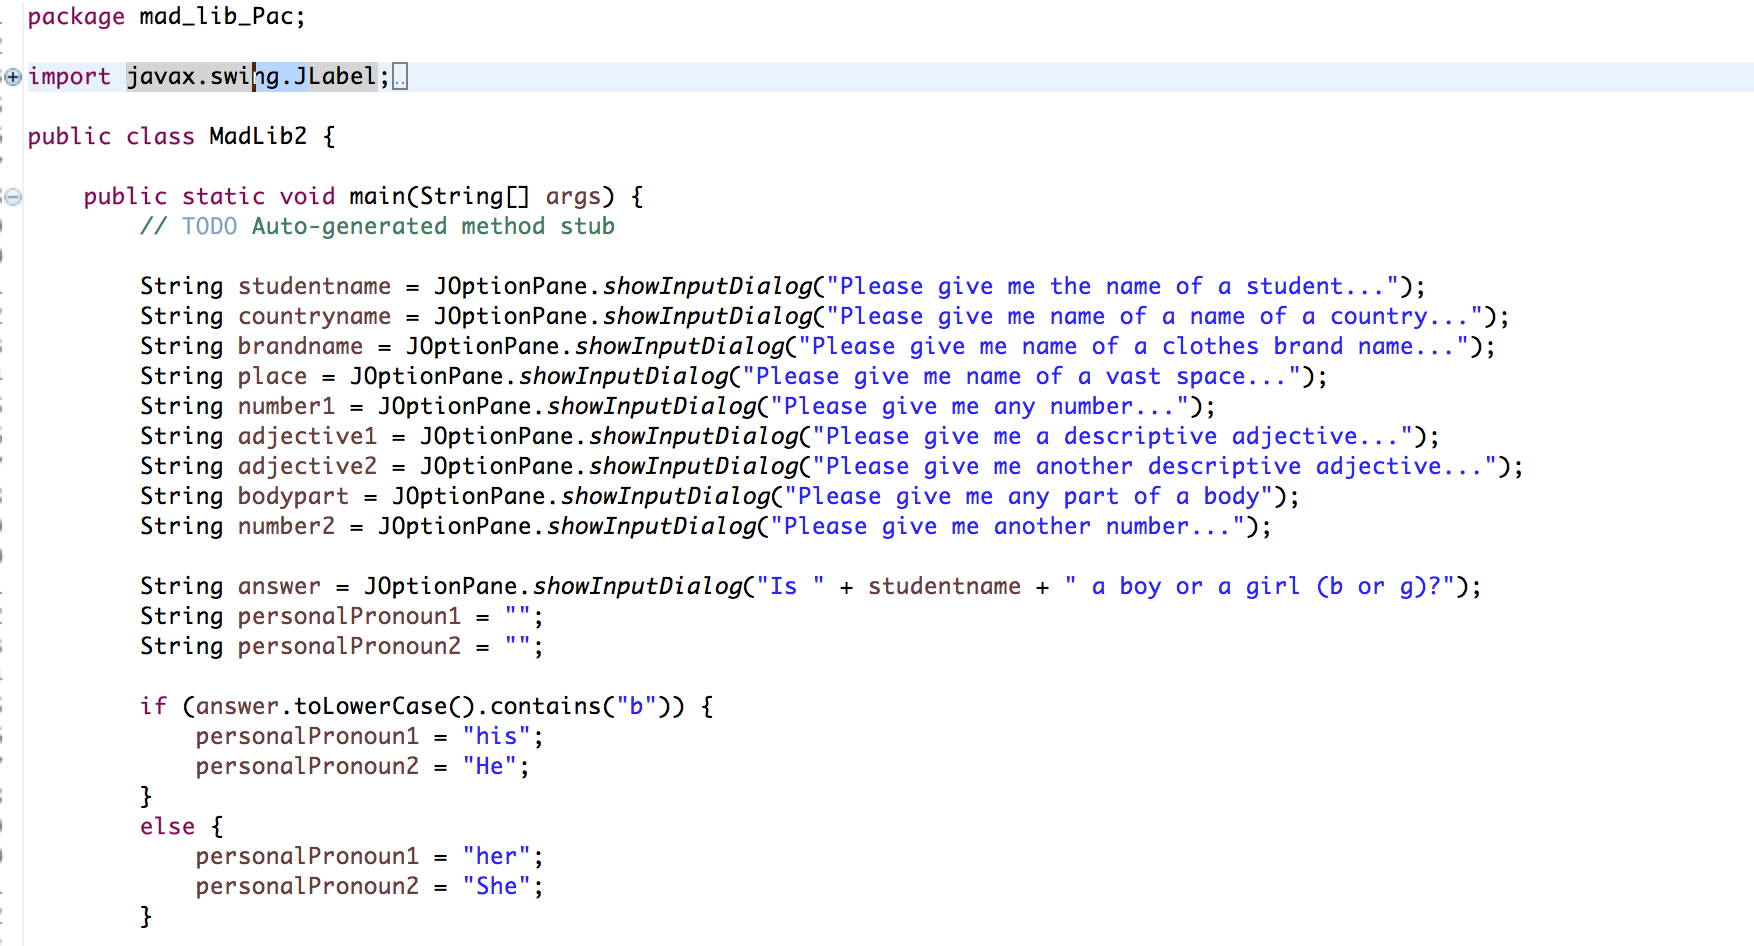 package mad_lib_Pac;
import javax.swing.JLabel;..
public class MadLib2 {
public static void main(String[] args) {
// TODO Auto-generated method stub
String studentname = JOptionPane.showInputDialog("Please give me the name of a student...");
String countryname = JOptionPane.showInputDialog("Please give me name of a name of a country...");
String brandname = JOptionPane.showInputDialog("Please give me name of a clothes brand name...");
String place = JOptionPane.showInputDialog("Please give me name of a vast space...");
String number1 = JOptionPane.showInputDialog("Please give me any number...");
String adjective1 = JOptionPane.showInputDialog("Please give me a descriptive adjective...");
String adjective2 = JOptionPane.showInputDialog("Please give me another descriptive adjective...");
String bodypart = JOptionPane.showInputDialog("Please give me any part of a body");
String number2 = JOptionPane.showInputDialog("Please give me another number...");
String answer = JOptionPane.showInputDialog("Is " + studentname + " a boy or a girl (b or g)?");
String personalPronoun1 = "";
String personalPronoun2 = "";
if (answer.toLowerCase().contains("b")) {
personalPronoun1 = "his";
personalPronoun2 = "He";
}
else {
personalPronoun1 = "her";
personalPronoun2 = "She";
}